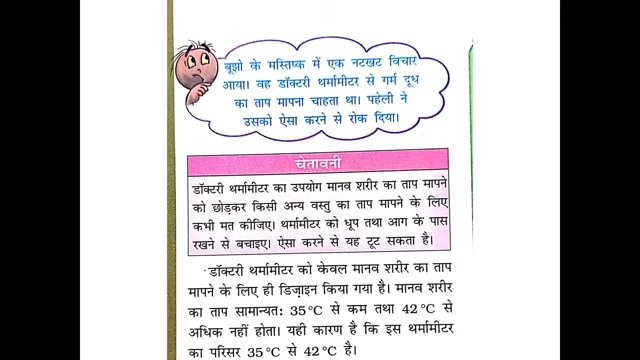 बूझो के मस्तिष्क में एक नटखट विचार
आया। वह डॉक्टरी थर्मामीटर से गर्म दूध
का ताप मापना चाहता था। पहेली ने
उसको ऐसा करने से रोक दिया।
चेतावनी
डॉक्टरी थर्मामीटर का उपयोग मानव शरीर का ताप मापने
को छोड़कर किसी अन्य वस्तु का ताप मापने के लिए
कभी मत कीजिए। थर्मामीटर को धूप तथा आग के पास
रखने से बचाइए। ऐसा करने से यह टूट सकता है।
डॉक्टरी थर्मामीटर को केवल मानव शरीर का ताप
मापने के लिए ही डिज़ाइन किया गया है। मानव शरीर
का ताप सामान्यत: 35°C से कम तथा 42°C से
अधिक नहीं होता। यही कारण है कि इस थर्मामीटर
का परिसर 35°C से 42°C है।